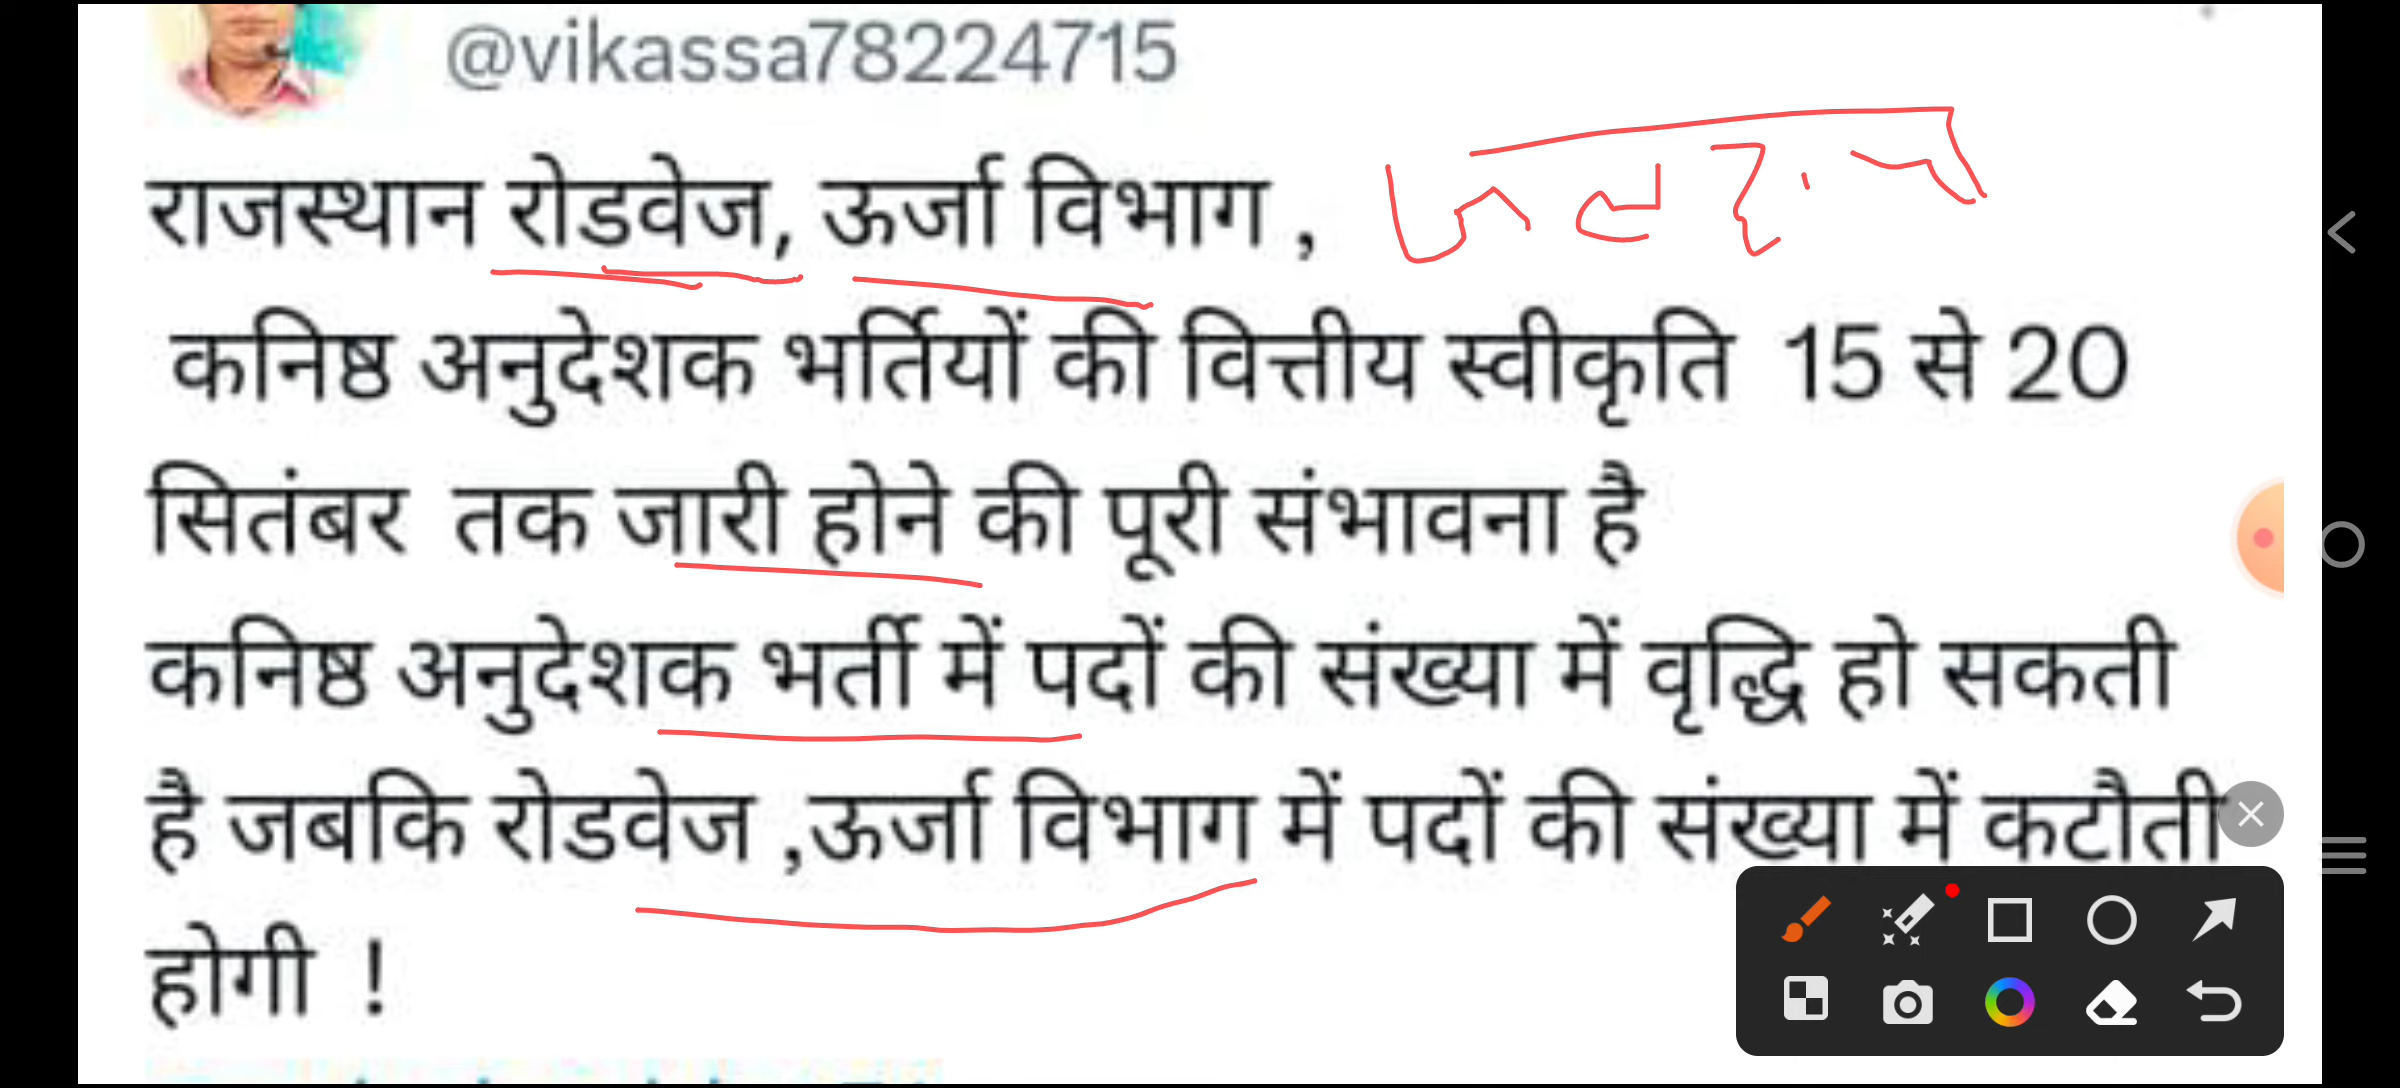 @vikassa78224715
राजस्थान रोडवेज, ऊर्जा विभाग ,
कनिष्ठ अनुदेशक भर्तियों की वित्तीय स्वीकृति 15 से 20
सितंबर तक जारी होने की पूरी संभावना है
कनिष्ठ अनुदेशक भर्ती में पदों की संख्या में वृद्धि हो सकती
है जबकि रोडवेज ,ऊर्जा विभाग में पदों की संख्या में कटौती
होगी !